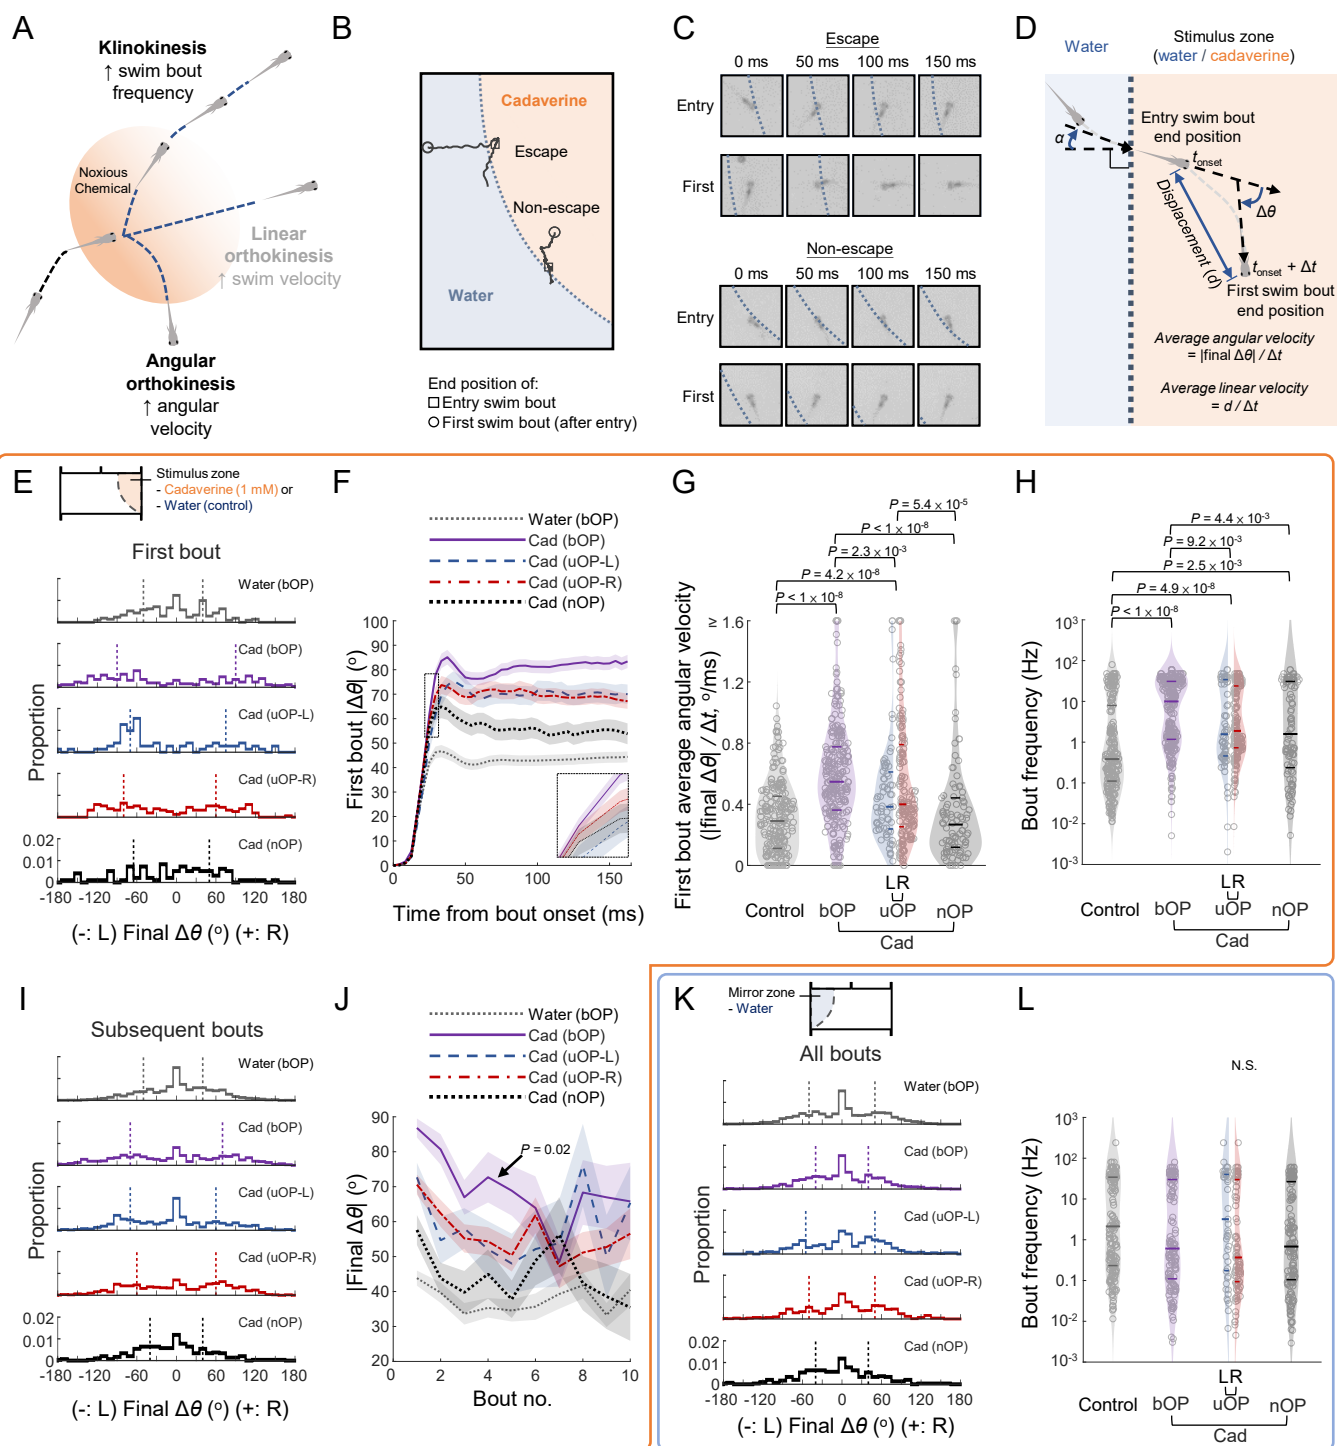 A
Klinokinesis
↑ swim bout
frequency
Noxious
Chemical
Linear
orthokinesis
↑ swim velocity
Angular
orthokinesis
↑ angular
velocity
B
Cadaverine
Escape
Non-escape
Water
End position of:
Entry swim bout
First swim bout (after entry)
C
Escape
0 ms 50 ms 100 ms 150 ms
Entry
First
Non-escape
0 ms 50 ms 100 ms 150 ms
Entry
First
D
Water
Stimulus zone
(water / cadaverine)
Entry swim bout
end position
α
tonset
Δθ
Displacement (d)
tonset + Δt
First swim bout
end position
Average angular velocity
= |final Δθ| / Δt
Average linear velocity
= d / Δt
E
Stimulus zone
- Cadaverine (1 mM) or
- Water (control)
First bout
Water (bOP)
Cad (bOP)
Cad (uOP-L)
Cad (uOP-R)
Cad (nOP)
Proportion
0.02
0.01
0
-180 -120 -60 0 60 120 180
(-: L) Final Δθ (°) (+: R)
F
Water (bOP)
Cad (bOP)
Cad (uOP-L)
Cad (uOP-R)
Cad (nOP)
First bout |Δθ| (°)
100
90
80
70
60
50
40
30
20
10
0
0 50 100 150
Time from bout onset (ms)
G
P = 5.4 x 10-5
P < 1 x 10-8
P = 2.3 x 10-3
P = 4.2 x 10-8
P < 1 x 10-8
First bout average angular velocity
(|final Δθ| / Δt, °/ms)
≥ 1.6
1.2
0.8
0.4
0
L R
Control bOP uOP nOP
Cad
H
P = 4.4 x 10-3
P = 9.2 x 10-3
P = 2.5 x 10-3
P = 4.9 x 10-8
P < 1 x 10-8
Bout frequency (Hz)
103
102
10
1
0.1
10-2
10-3
L R
Control bOP uOP nOP
Cad
I
Subsequent bouts
Water (bOP)
Cad (bOP)
Cad (uOP-L)
Cad (uOP-R)
Cad (nOP)
Proportion
0.02
0.01
0
-180 -120 -60 0 60 120 180
(-: L) Final Δθ (°) (+: R)
J
Water (bOP)
Cad (bOP)
Cad (uOP-L)
Cad (uOP-R)
Cad (nOP)
P = 0.02
|Final Δθ| (°)
90
80
70
60
50
40
30
20
0 2 4 6 8 10
Bout no.
K
Mirror zone
- Water
All bouts
Water (bOP)
Cad (bOP)
Cad (uOP-L)
Cad (uOP-R)
Cad (nOP)
Proportion
0.02
0.01
0
-180 -120 -60 0 60 120 180
(-: L) Final Δθ (°) (+: R)
L
N.S.
Bout frequency (Hz)
103
102
10
1
0.1
10-2
10-3
L R
Control bOP uOP nOP
Cad